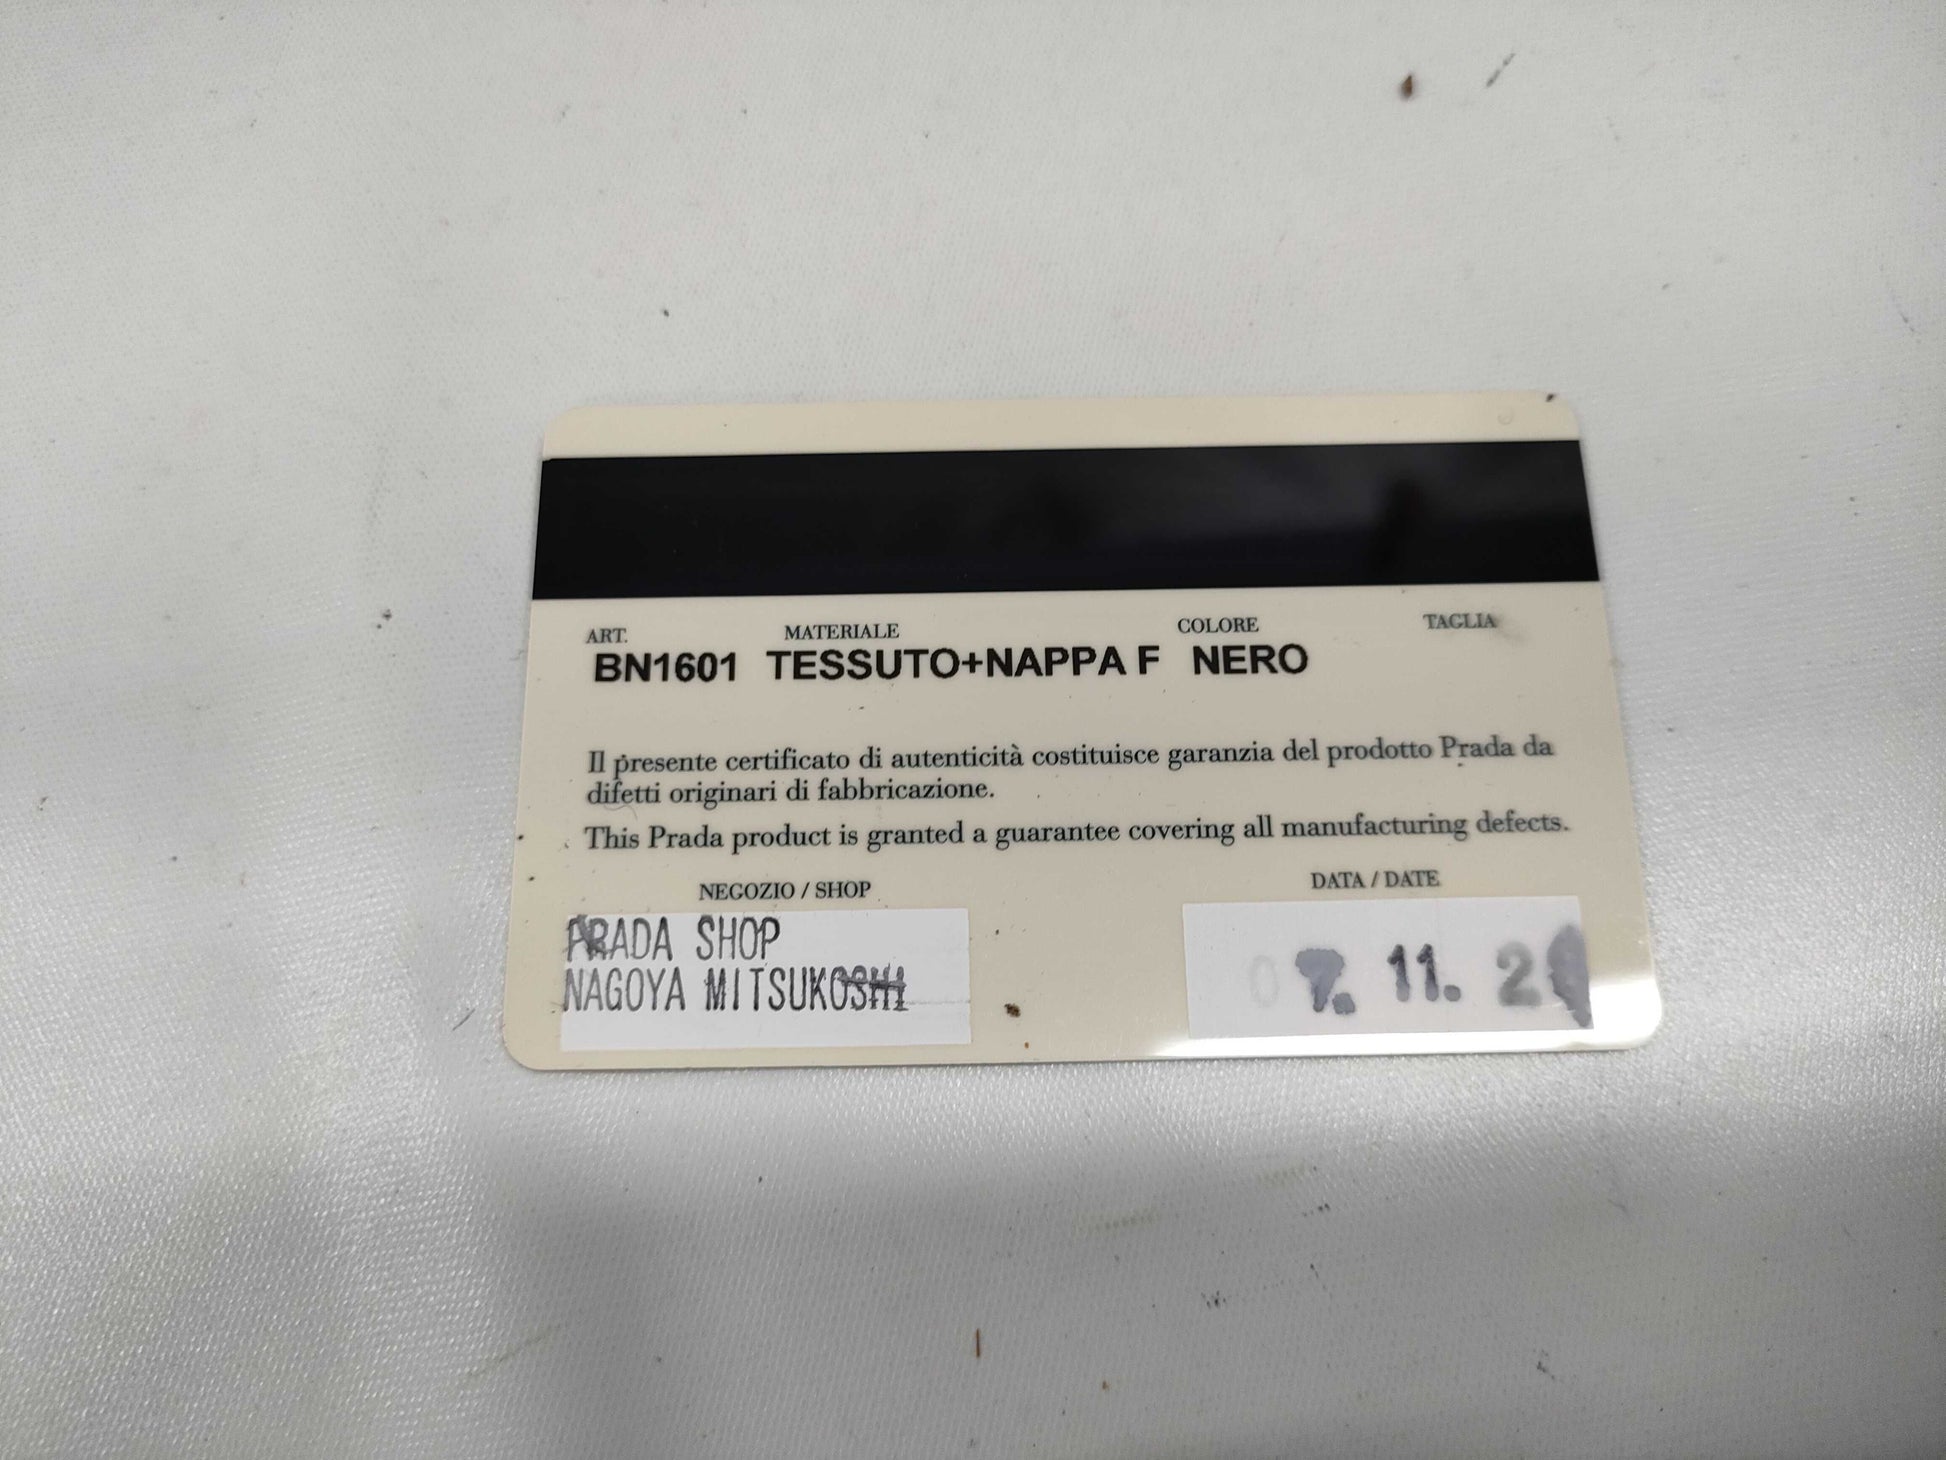 ART. MATERIALE COLORE TAGLIA
BN1601 TESSUTO+NAPPA F NERO
Il presente certificato di autenticità costituisce garanzia del prodotto Prada da
difetti originari di fabbricazione.
This Prada product is granted a guarantee covering all manufacturing defects.
NEGOZIO / SHOP DATA / DATE
PRADA SHOP
NAGOYA MITSUKOSHI
07. 11.